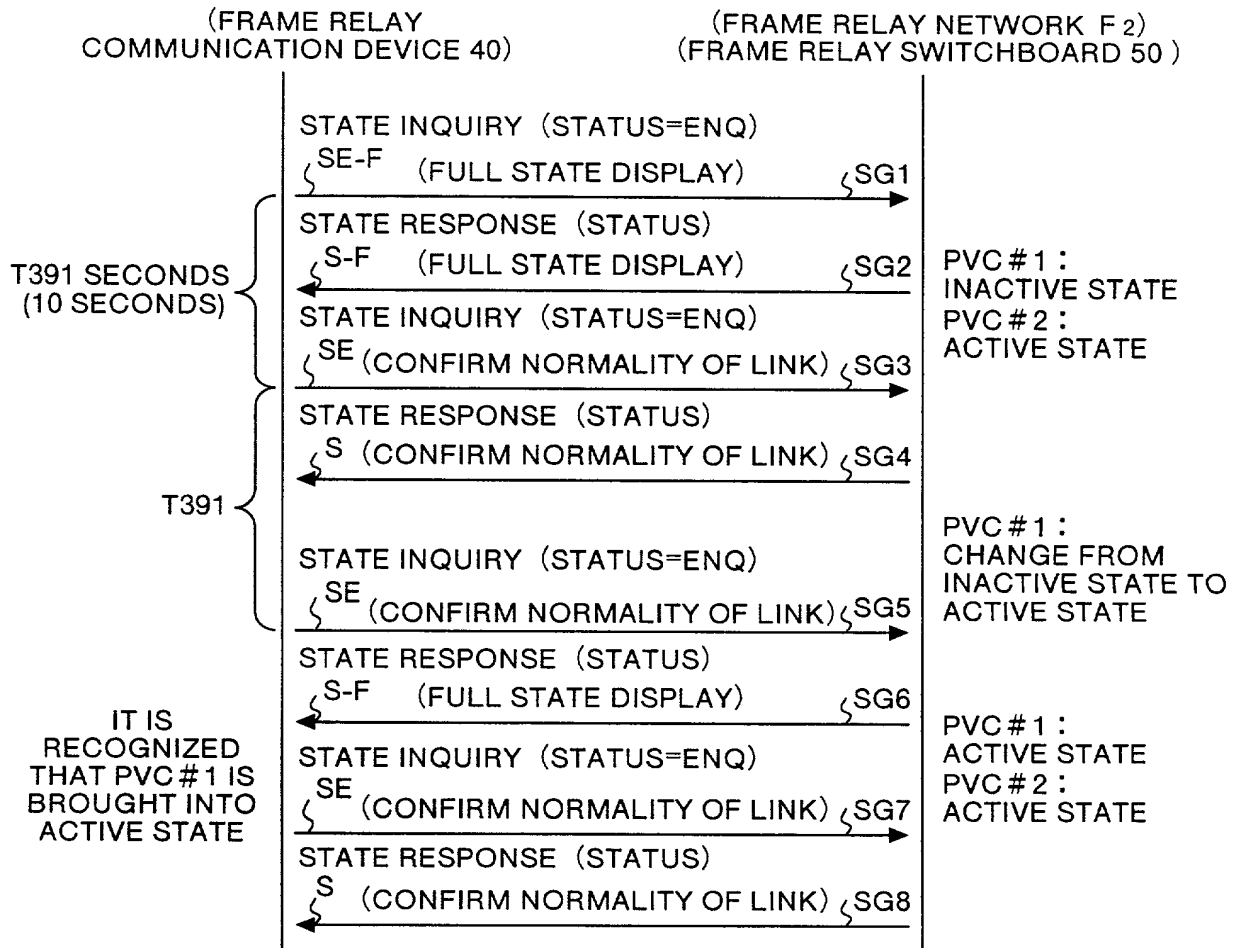 (FRAME RELAY
COMMUNICATION DEVICE 40)
(FRAME RELAY NETWORK F2)
(FRAME RELAY SWITCHBOARD 50 )
STATE INQUIRY (STATUS=ENQ)
SE-F (FULL STATE DISPLAY) SG1
STATE RESPONSE (STATUS)
S-F (FULL STATE DISPLAY) SG2
T391 SECONDS
(10 SECONDS)
PVC#1:
INACTIVE STATE
PVC#2:
ACTIVE STATE
STATE INQUIRY (STATUS=ENQ)
SE (CONFIRM NORMALITY OF LINK) SG3
STATE RESPONSE (STATUS)
S (CONFIRM NORMALITY OF LINK) SG4
T391
PVC#1:
CHANGE FROM
INACTIVE STATE TO
ACTIVE STATE
STATE INQUIRY (STATUS=ENQ)
SE (CONFIRM NORMALITY OF LINK) SG5
STATE RESPONSE (STATUS)
S-F (FULL STATE DISPLAY) SG6
IT IS
RECOGNIZED
THAT PVC#1 IS
BROUGHT INTO
ACTIVE STATE
PVC#1:
ACTIVE STATE
PVC#2:
ACTIVE STATE
STATE INQUIRY (STATUS=ENQ)
SE (CONFIRM NORMALITY OF LINK) SG7
STATE RESPONSE (STATUS)
S (CONFIRM NORMALITY OF LINK) SG8